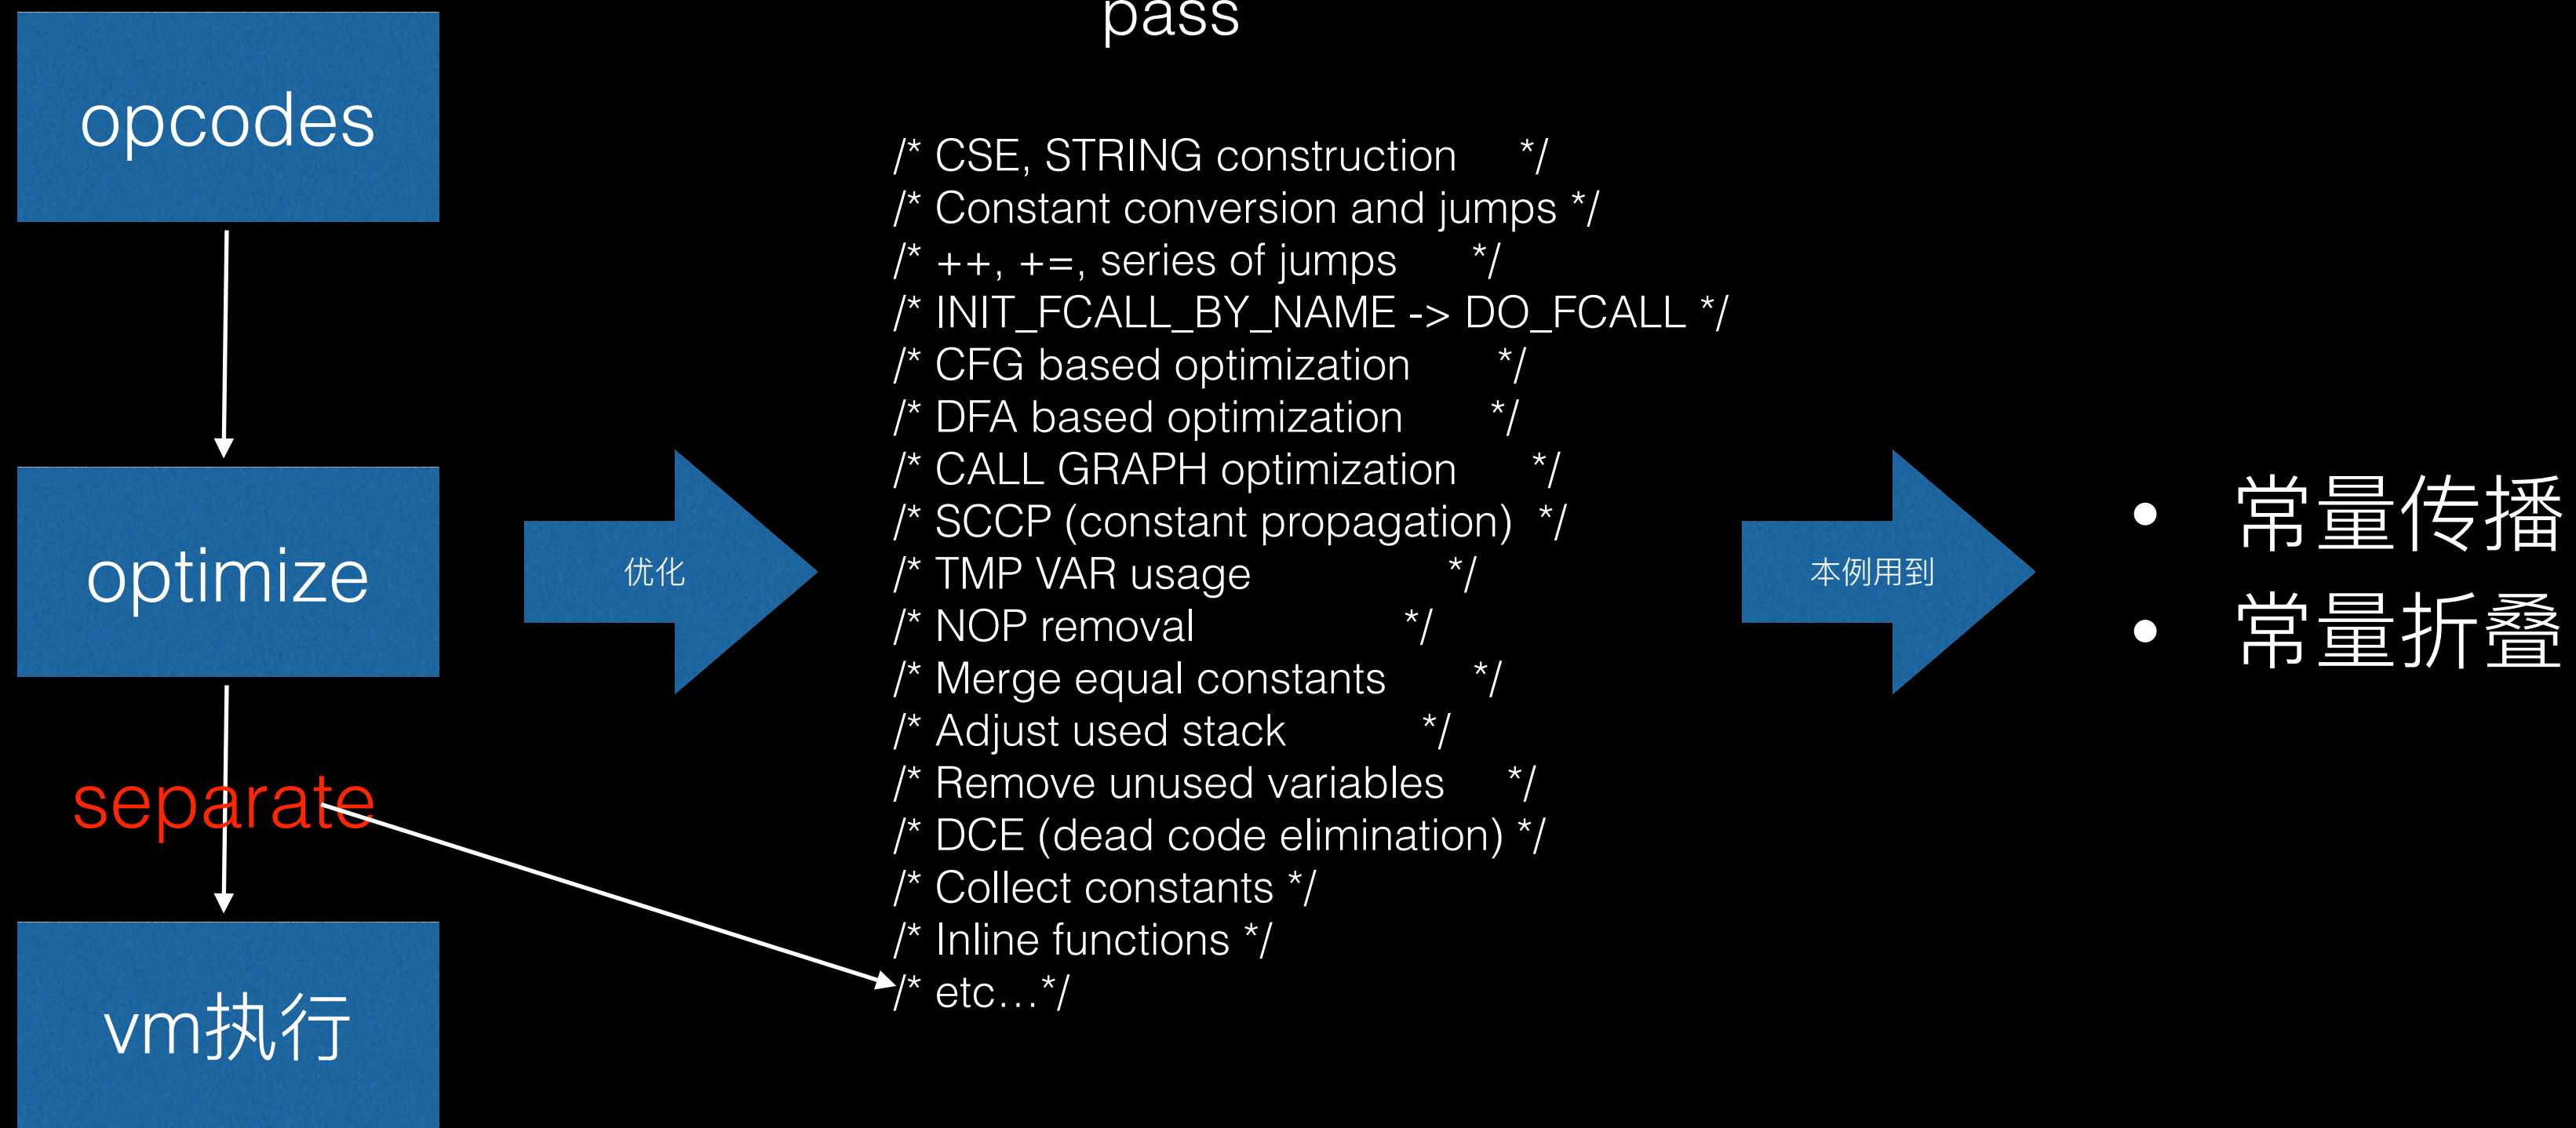 pass
opcodes
optimize
separate
vm执行
优化
/* CSE, STRING construction */
/* Constant conversion and jumps */
/* ++, +=, series of jumps */
/* INIT_FCALL_BY_NAME -> DO_FCALL */
/* CFG based optimization */
/* DFA based optimization */
/* CALL GRAPH optimization */
/* SCCP (constant propagation) */
/* TMP VAR usage */
/* NOP removal */
/* Merge equal constants */
/* Adjust used stack */
/* Remove unused variables */
/* DCE (dead code elimination) */
/* Collect constants */
/* Inline functions */
/* etc...*/
本例用到
• 常量传播
• 常量折叠